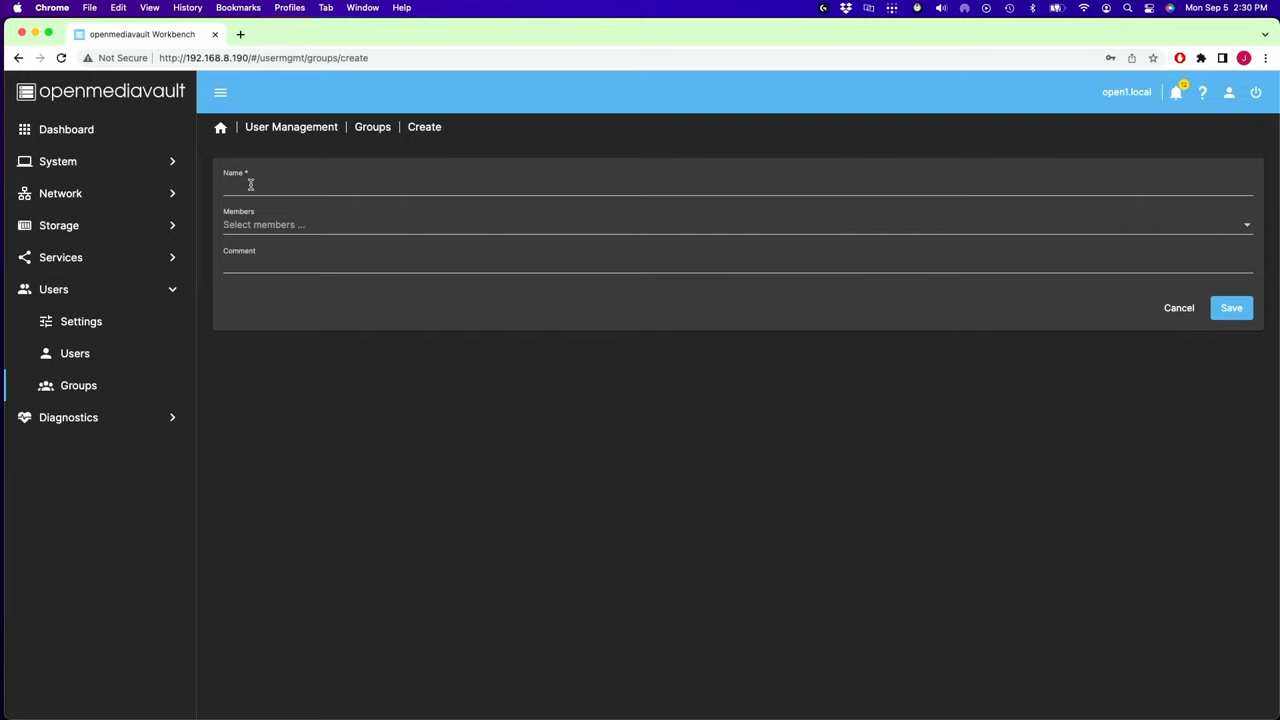 Chrome File Edit View History Bookmarks Profiles Tab Window Help Mon Sep 5 2:30 PM
openmediavault Workbench
Not Secure http://192.168.8.190/#/usermgmt/groups/create J
openmediavault
open1.local 12
Dashboard
System
Network
Storage
Services
Users
Settings
Users
Groups
Diagnostics
User Management | Groups | Create
Name *
Members
Select members ...
Comment
Cancel Save